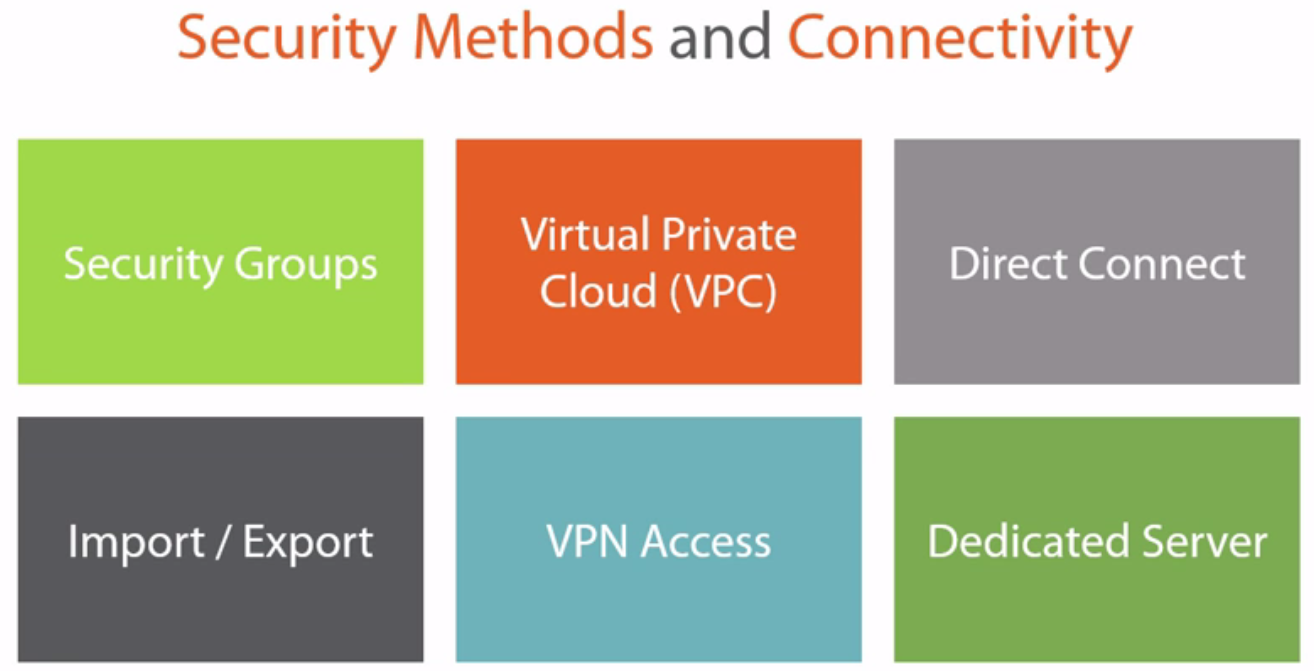 Security Methods and Connectivity
Security Groups
Virtual Private
Cloud (VPC)
Direct Connect
Import / Export
VPN Access
Dedicated Server